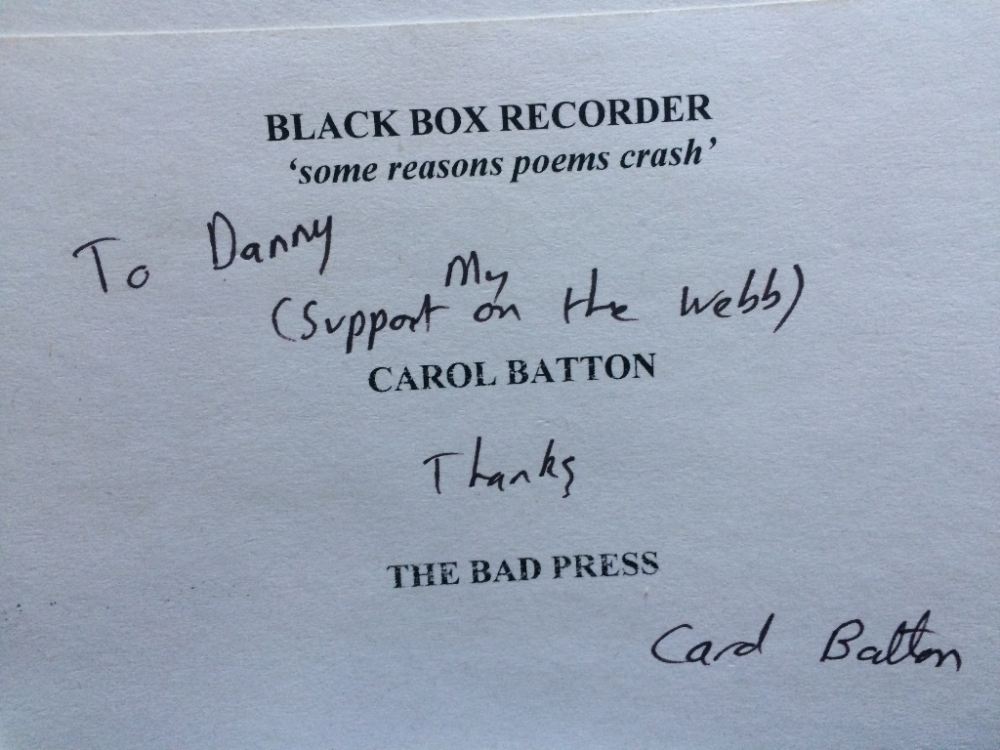 BLACK BOX RECORDER
‘some reasons poems crash’
To Danny
My
(Support on the Webb)
CAROL BATTON
Thanks
THE BAD PRESS
Carol Batton